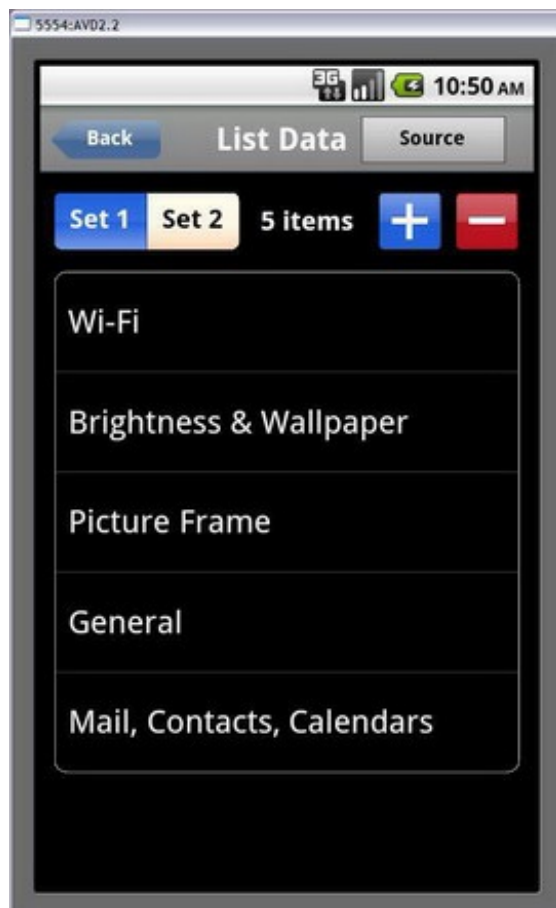 5554:AVD2.2
3G 10:50 AM
Back List Data Source
Set 1 Set 2 5 items + −
Wi-Fi
Brightness & Wallpaper
Picture Frame
General
Mail, Contacts, Calendars